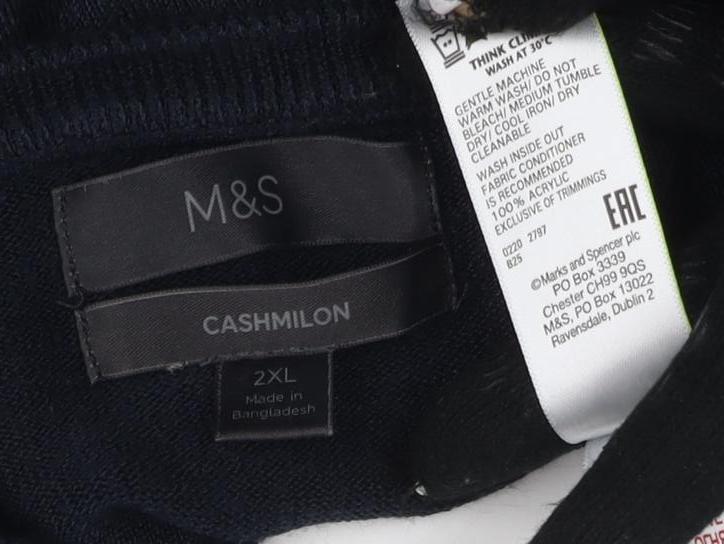 M&S
CASHMILON
2XL
Made in
Bangladesh
THINK
WASH AT 30°C
GENTLE MACHINE
WARM WASH/ DO NOT
BLEACH/ MEDIUM TUMBLE
DRY/ COOL IRON/ DRY
CLEANABLE
WASH INSIDE OUT
FABRIC CONDITIONER
IS RECOMMENDED
100% ACRYLIC
EXCLUSIVE OF TRIMMINGS
EAC
0220 2797
B25
©Marks and Spencer plc
PO Box 3339
Chester CH99 9QS
M&S, PO Box 13022
Ravensdale, Dublin 2